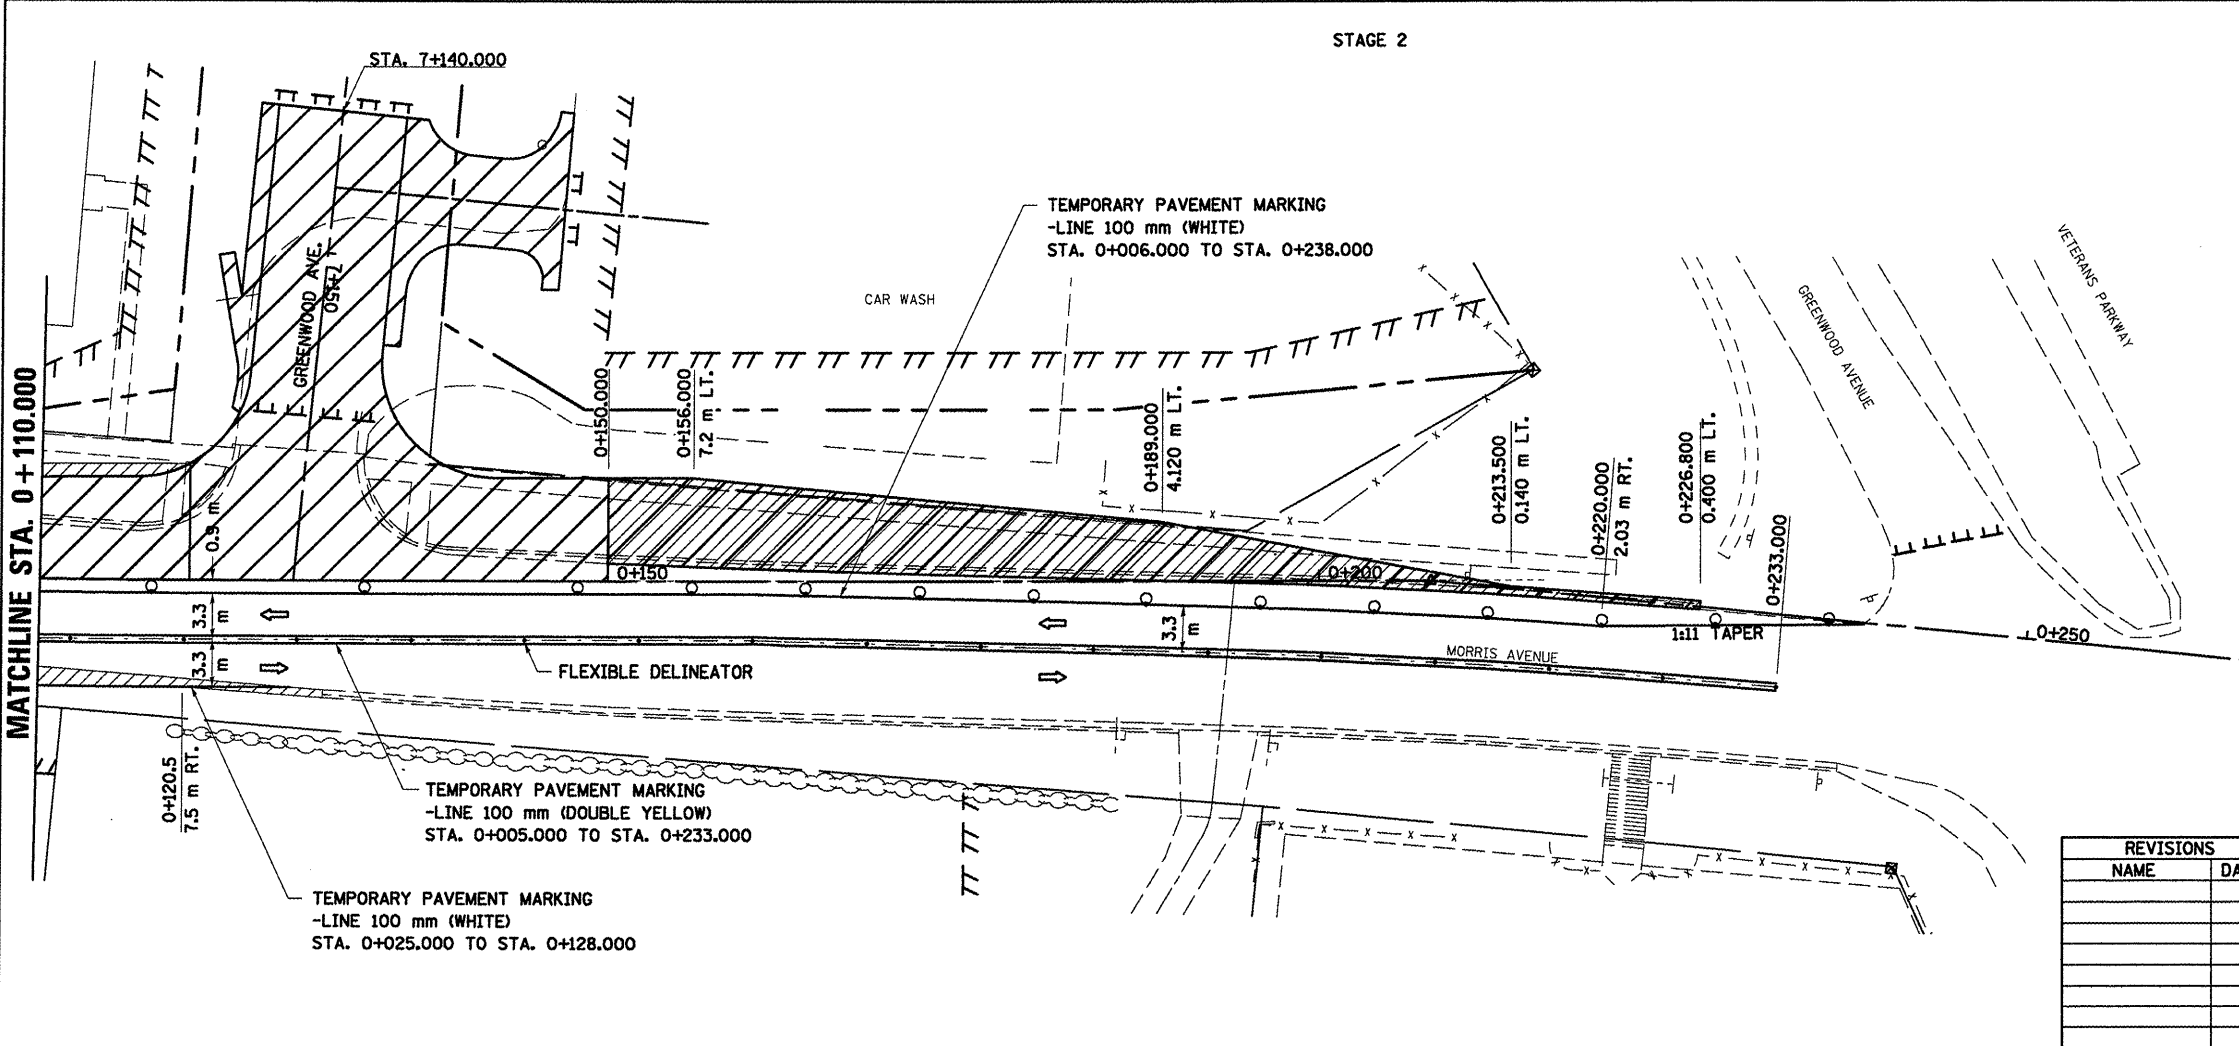 STAGE 2
STA. 7+140.000
TEMPORARY PAVEMENT MARKING
-LINE 100 mm (WHITE)
STA. 0+006.000 TO STA. 0+238.000
CAR WASH
VETERANS PARKWAY
GREENWOOD AVENUE
GREENWOOD AVE.
7+150
MATCHLINE STA. 0+110.000
0+150.000
0+156.000
7.2 m LT.
0+189.000
4.120 m LT.
0+213.500
0.140 m LT.
0+220.000
2.03 m RT.
0+226.800
0.400 m LT.
0+233.000
0.9 m
0+150
0+200
0+250
3.3 m
3.3 m
3.3 m
1:11 TAPER
MORRIS AVENUE
FLEXIBLE DELINEATOR
0+120.5
7.5 m RT.
TEMPORARY PAVEMENT MARKING
-LINE 100 mm (DOUBLE YELLOW)
STA. 0+005.000 TO STA. 0+233.000
TEMPORARY PAVEMENT MARKING
-LINE 100 mm (WHITE)
STA. 0+025.000 TO STA. 0+128.000
REVISIONS
NAME DA